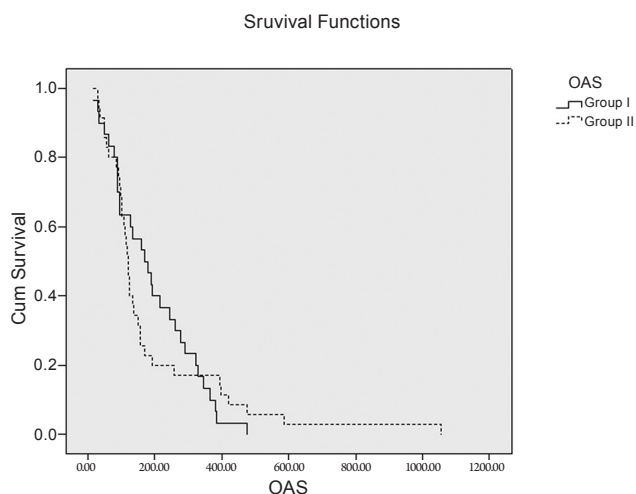 Sruvival Functions
OAS
Group I
Group II
Cum Survival
1.0
0.8
0.6
0.4
0.2
0.0
0.00 200.00 400.00 600.00 800.00 1000.00 1200.00
OAS